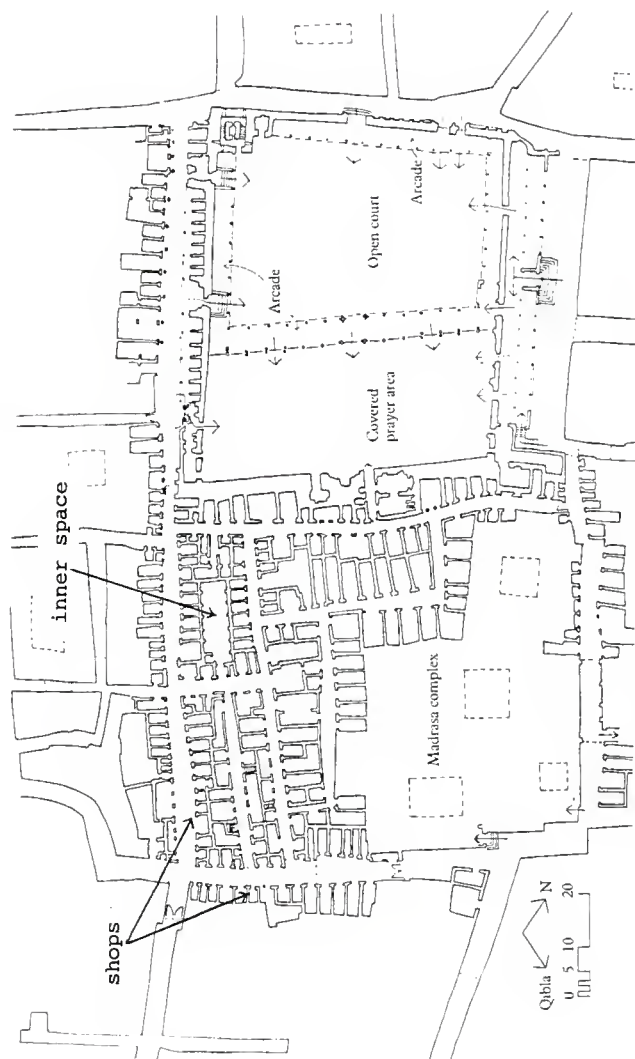 shops
inner space
Arcade
Open court
Arcade
Covered
prayer area
Madrasa complex
Qibla
N
0 5 10 20